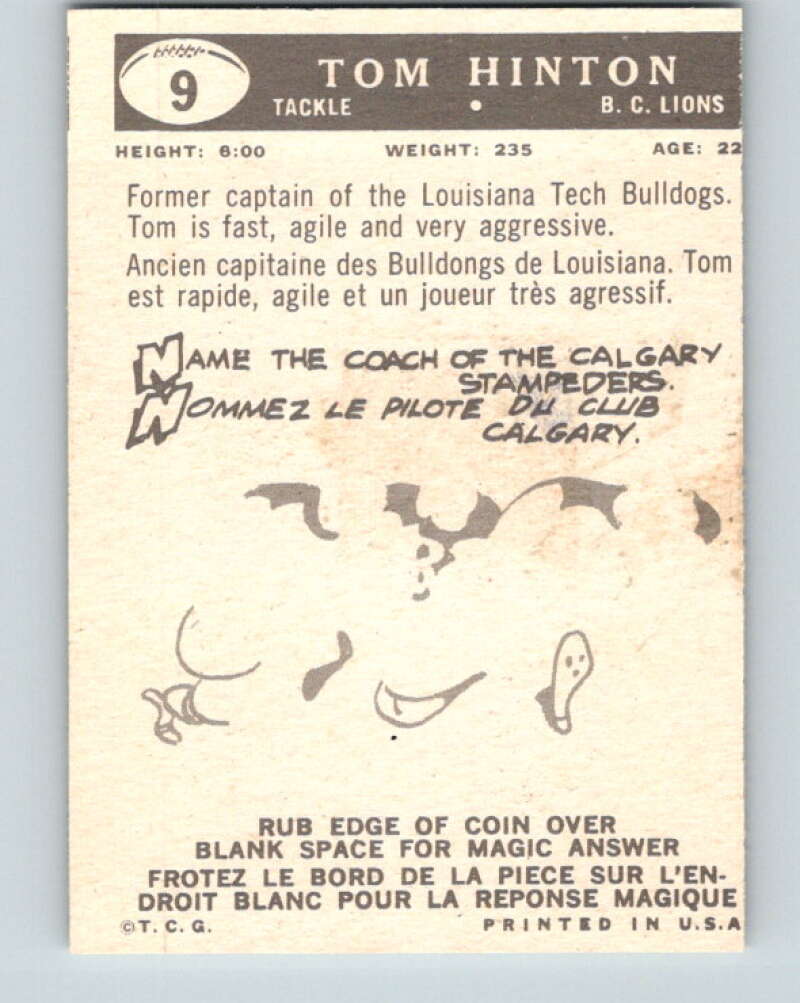 9
TOM HINTON
TACKLE • B. C. LIONS
HEIGHT: 6:00 WEIGHT: 235 AGE: 22
Former captain of the Louisiana Tech Bulldogs.
Tom is fast, agile and very aggressive.
Ancien capitaine des Bulldongs de Louisiana. Tom
est rapide, agile et un joueur très agressif.
NAME THE COACH OF THE CALGARY
STAMPEDERS.
NOMMEZ LE PILOTE DU CLUB
CALGARY.
RUB EDGE OF COIN OVER
BLANK SPACE FOR MAGIC ANSWER
FROTEZ LE BORD DE LA PIECE SUR L'EN-
DROIT BLANC POUR LA REPONSE MAGIQUE
© T. C. G. PRINTED IN U.S.A